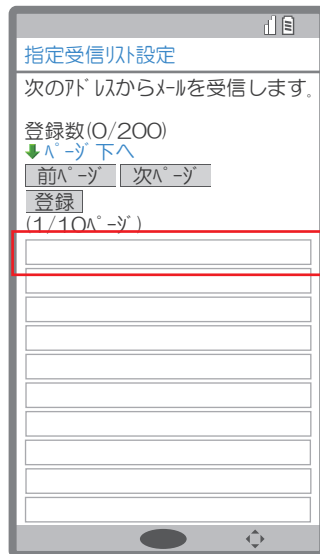 指定受信ﾘｽﾄ設定
次のｱﾄﾞﾚｽからﾒｰﾙを受信します。
登録数(0/200)
ﾍﾟｰｼﾞ下へ
前ﾍﾟｰｼﾞ 次ﾍﾟｰｼﾞ
登録
(1/10ﾍﾟｰｼﾞ)